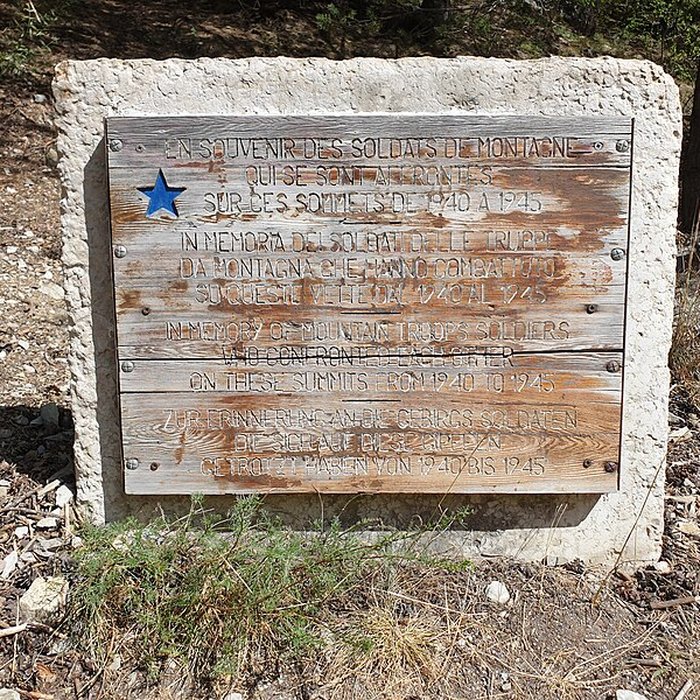 EN SOUVENIR DES SOLDATS DE MONTAGNE
QUI SE SONT AFFRONTES
SUR CES SOMMETS DE 1940 A 1945
IN MEMORIA DEI SOLDATI DELLE TRUPPE
DA MONTAGNA CHE HANNO COMBATTUTO
SU QUESTE VETTE DAL 1940 AL 1945
IN MEMORY OF MOUNTAIN TROOPS SOLDIERS
WHO CONFRONTED EACH OTHER
ON THESE SUMMITS FROM 1940 TO 1945
ZUR ERINNERUNG AN DIE GEBIRGS SOLDATEN
DIE SICH AUF DIESE GIPFELN
GETROTZT HABEN VON 1940 BIS 1945